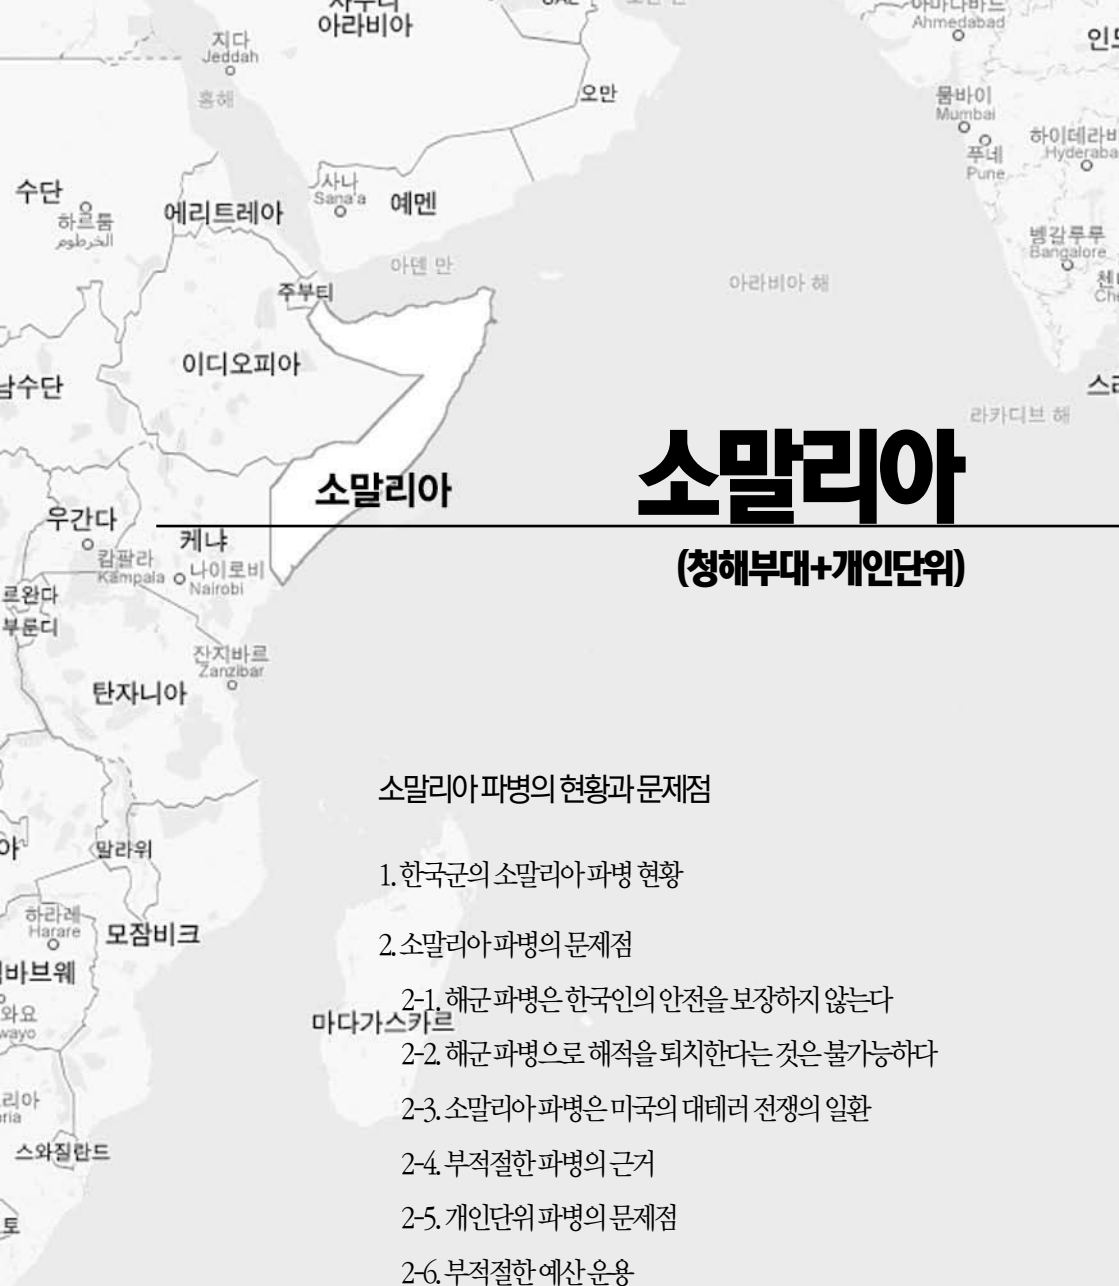 아라비아
지다
Jeddah
홍해
오만
아마다바드
Ahmedabad
뭄바이
Mumbai
푸네
Pune
수단
하르툼
الخرطوم
에리트레아
사나
Sana'a
예멘
벵갈루루
Bangalore
아덴 만
아라비아 해
주부티
이디오피아
남수단
라카디브 해
소말리아
소말리아
(청해부대+개인단위)
우간다
캄팔라
Kampala
케냐
나이로비
Nairobi
르완다
부룬디
잔지바르
Zanzibar
탄자니아
소말리아 파병의 현황과 문제점
말라위
1. 한국군의 소말리아 파병 현황
하라레
Harare
모잠비크
2. 소말리아 파병의 문제점
바브웨
2-1. 해군 파병은 한국인의 안전을 보장하지 않는다
마다가스카르
2-2. 해군 파병으로 해적을 퇴치한다는 것은 불가능하다
2-3. 소말리아 파병은 미국의 대테러 전쟁의 일환
스와질란드
2-4. 부적절한 파병의 근거
2-5. 개인단위 파병의 문제점
2-6. 부적절한 예산 운용